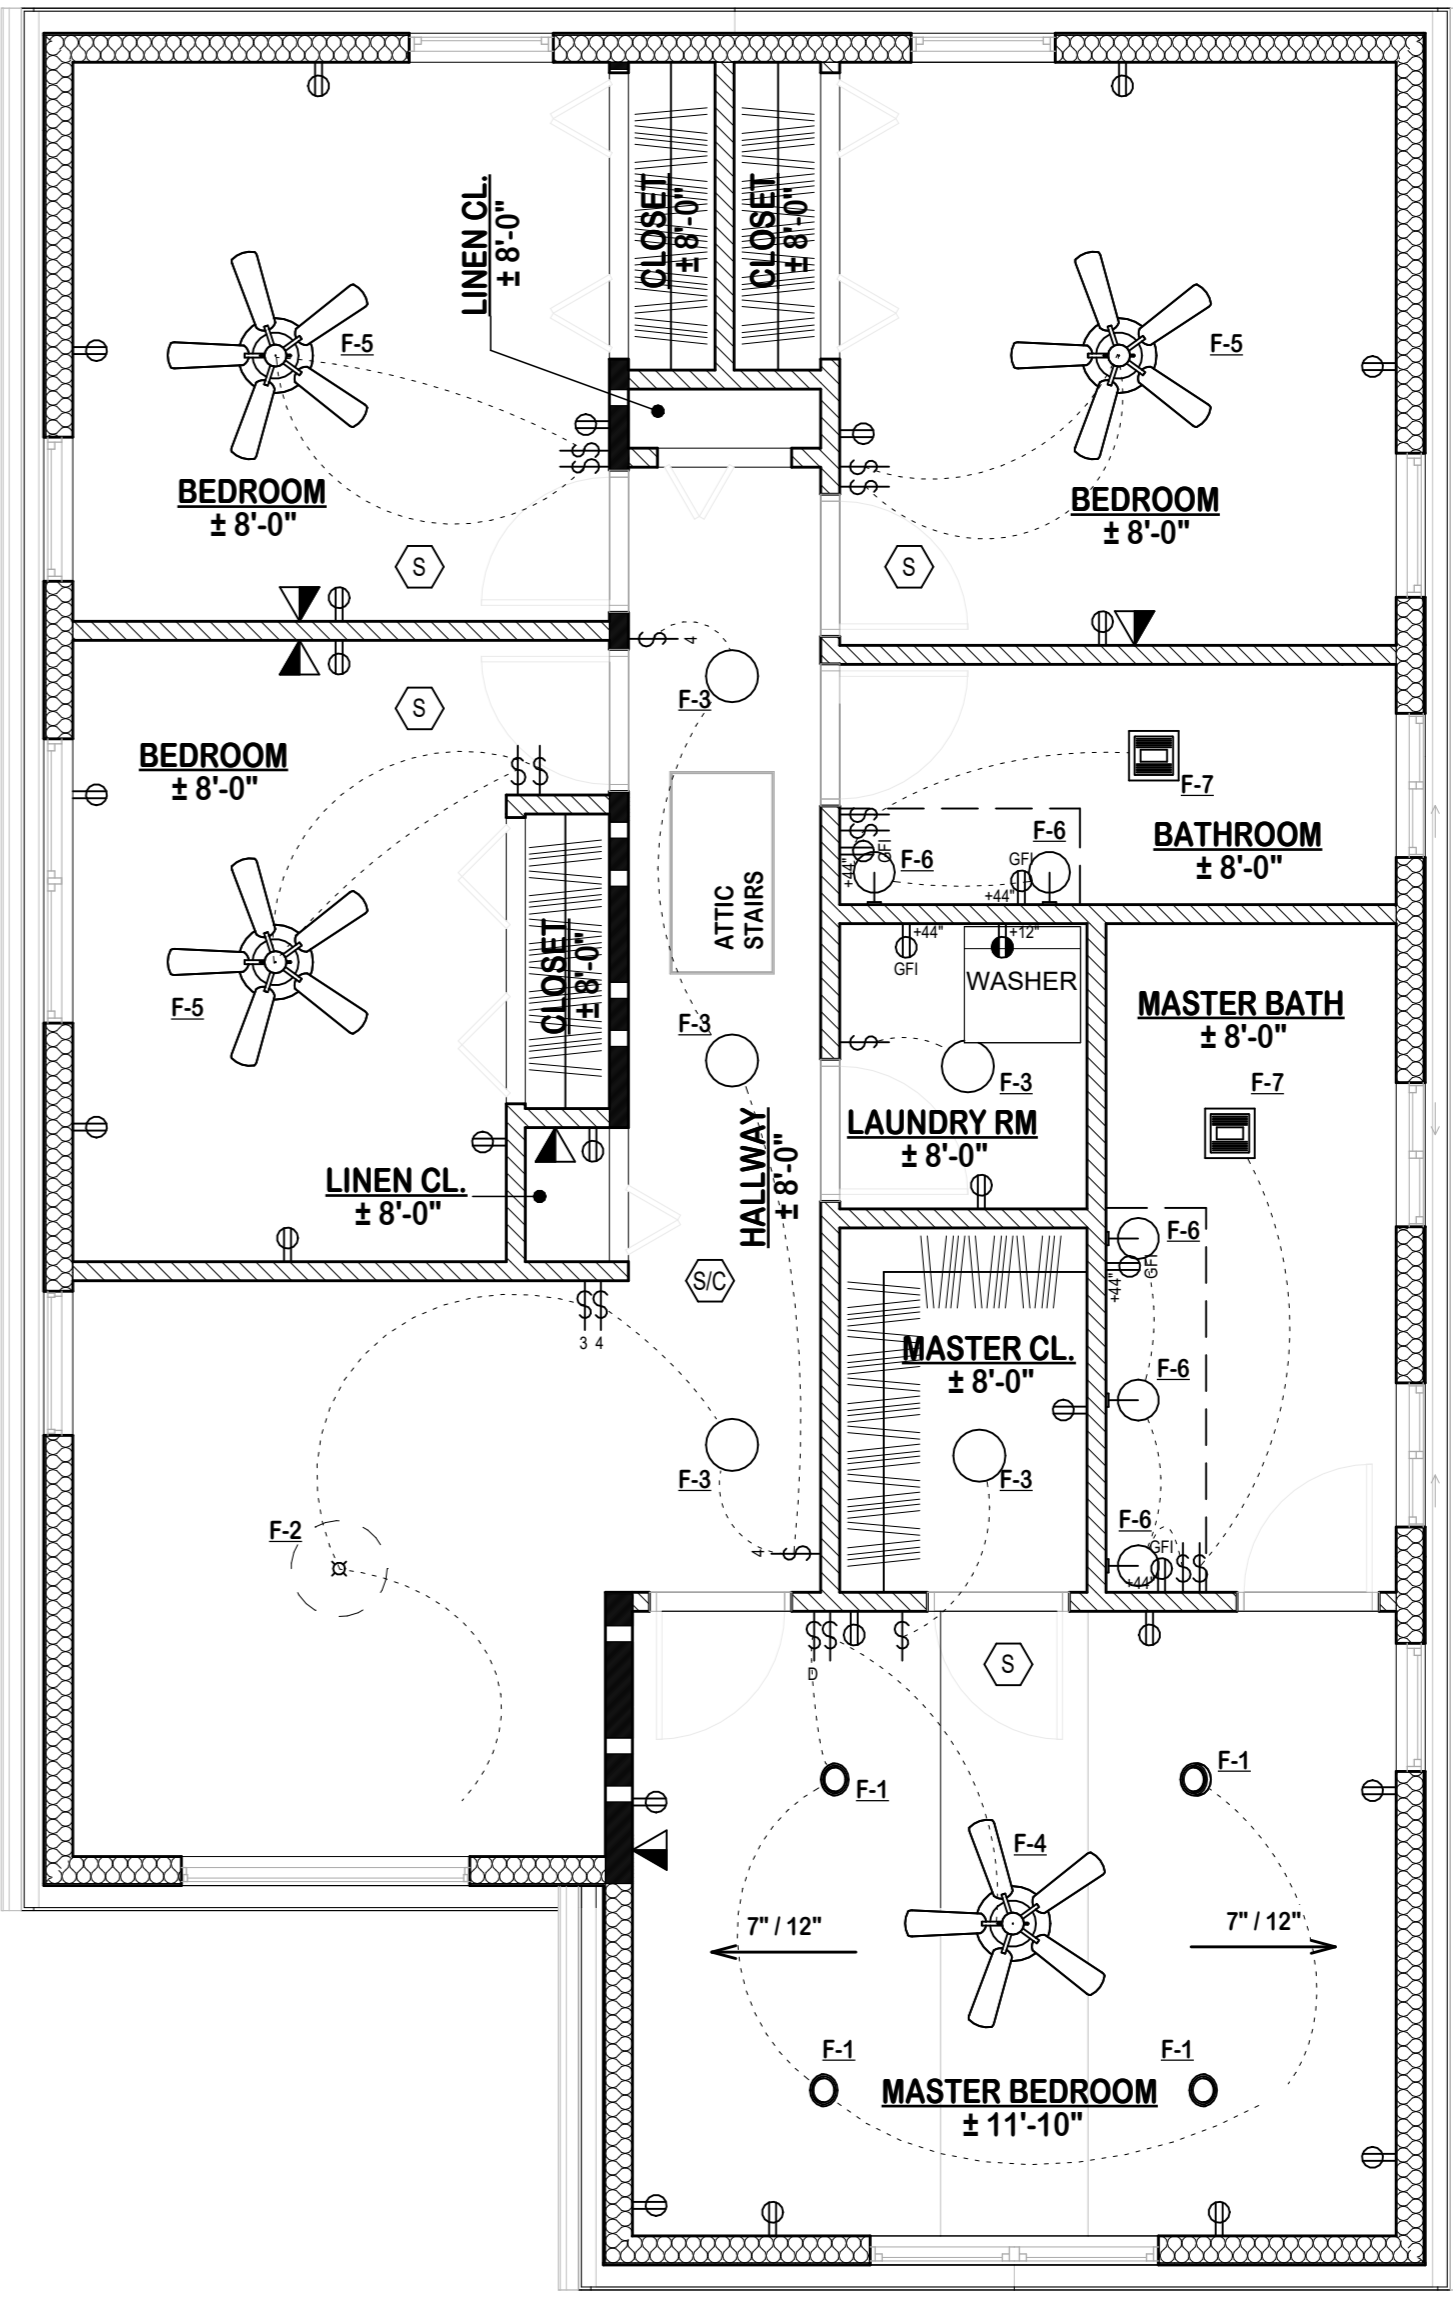 LINEN CL.
± 8'-0"
CLOSET
± 8'-0"
CLOSET
± 8'-0"
F-5
F-5
BEDROOM
± 8'-0"
BEDROOM
± 8'-0"
S
S
4
F-3
S
BEDROOM
± 8'-0"
F-7
BATHROOM
± 8'-0"
F-6
F-6
GFI
GFI
+44"
+44"
ATTIC
STAIRS
+44"
GFI
+12"
WASHER
CLOSET
± 8'-0"
F-5
F-3
F-3
MASTER BATH
± 8'-0"
F-7
LAUNDRY RM
± 8'-0"
HALLWAY
± 8'-0"
LINEN CL.
± 8'-0"
F-6
GFI
+44"
S/C
3 4
MASTER CL.
± 8'-0"
F-6
F-3
F-3
F-2
F-6
GFI
+44"
4
D
S
F-1
F-1
F-4
7" / 12"
7" / 12"
F-1
F-1
MASTER BEDROOM
± 11'-10"